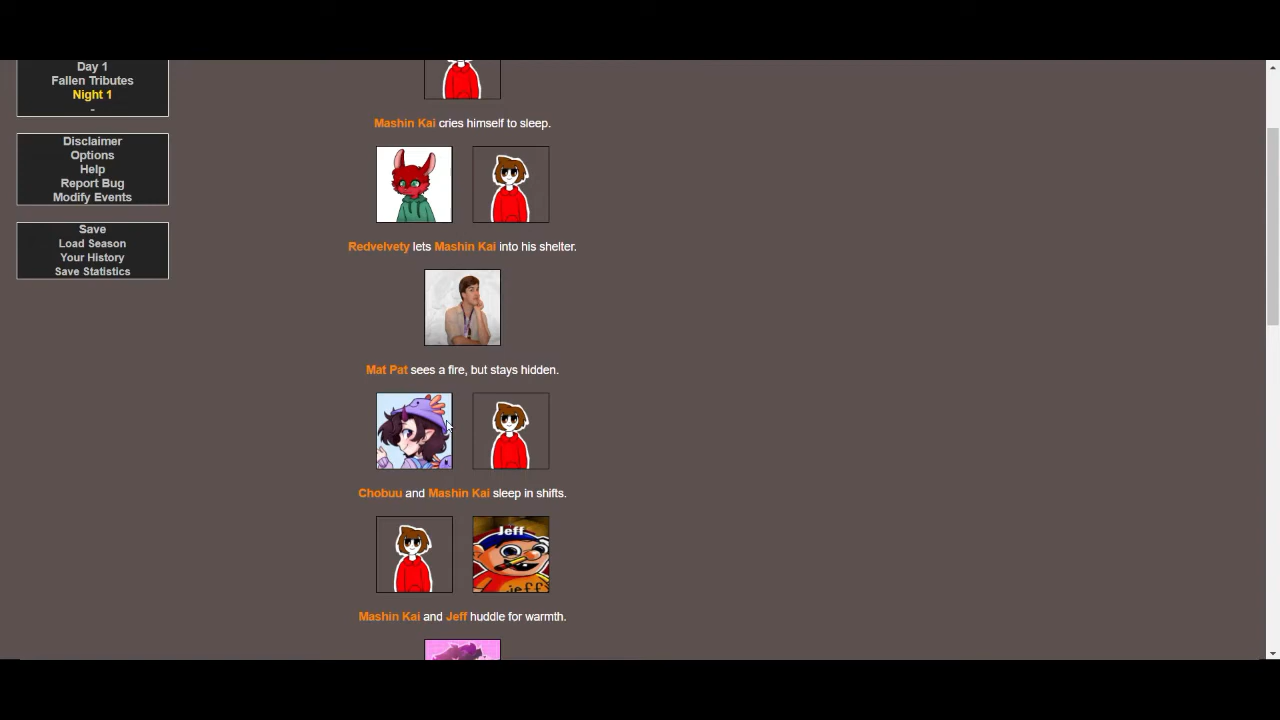 Day 1
Fallen Tributes
Night 1
-
Disclaimer
Options
Help
Report Bug
Modify Events
Save
Load Season
Your History
Save Statistics
Mashin Kai cries himself to sleep.
Redvelvety lets Mashin Kai into his shelter.
Mat Pat sees a fire, but stays hidden.
Chobuu and Mashin Kai sleep in shifts.
Jeff
jeff
Mashin Kai and Jeff huddle for warmth.